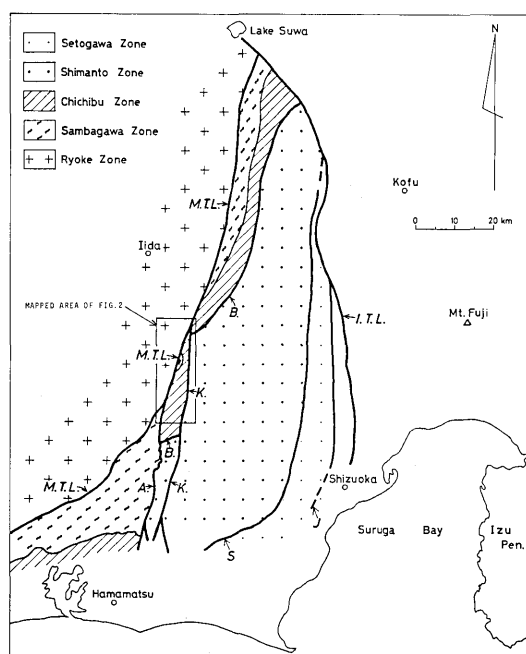 Lake Suwa
Setogawa Zone
Shimanto Zone
Chichibu Zone
Sambagawa Zone
Ryoke Zone
N
Kofu
0 10 20 km
M.T.L.
Iida
MAPPED AREA OF FIG.2
B.
I.T.L.
Mt. Fuji
M.T.L.
K.
B.
M.T.L.
A.
K.
Shizuoka
S
Suruga Bay
Izu
Pen.
Hamamatsu